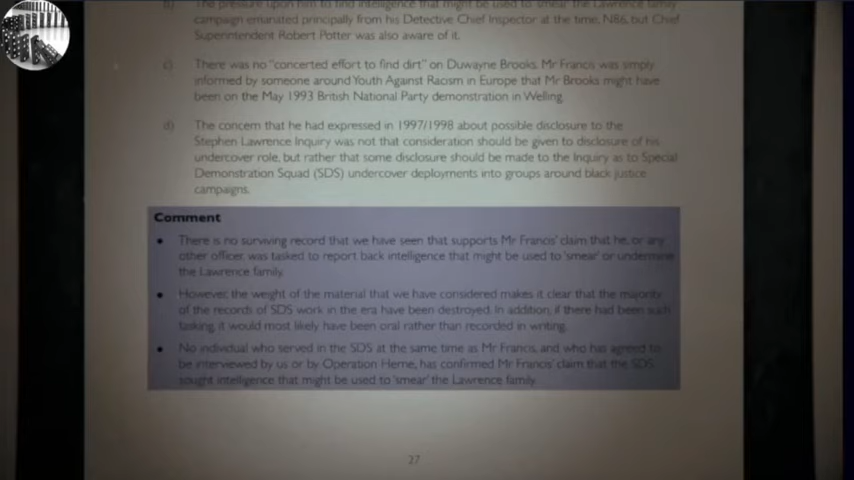 b) The pressure upon him to find intelligence that might be used to smear the Lawrence family
campaign emanated principally from his Detective Chief Inspector at the time, N86, but Chief
Superintendent Robert Potter was also aware of it.
c) There was no "concerted effort to find dirt" on Duwayne Brooks. Mr Francis was simply
informed by someone around Youth Against Racism in Europe that Mr Brooks might have
been on the May 1993 British National Party demonstration in Welling.
d) The concern that he had expressed in 1997/1998 about possible disclosure to the
Stephen Lawrence Inquiry was not that consideration should be given to disclosure of his
undercover role, but rather that some disclosure should be made to the Inquiry as to Special
Demonstration Squad (SDS) undercover deployments into groups around black justice
campaigns.
Comment
• There is no surviving record that we have seen that supports Mr Francis' claim that he, or any
other officer, was tasked to report back intelligence that might be used to 'smear' or undermine
the Lawrence family.
• However, the weight of the material that we have considered makes it clear that the majority
of the records of SDS work in the era have been destroyed. In addition, if there had been such
tasking, it would most likely have been oral rather than recorded in writing.
• No individual who served in the SDS at the same time as Mr Francis, and who has agreed to
be interviewed by us or by Operation Herne, has confirmed Mr Francis' claim that the SDS
sought intelligence that might be used to 'smear' the Lawrence family.
27